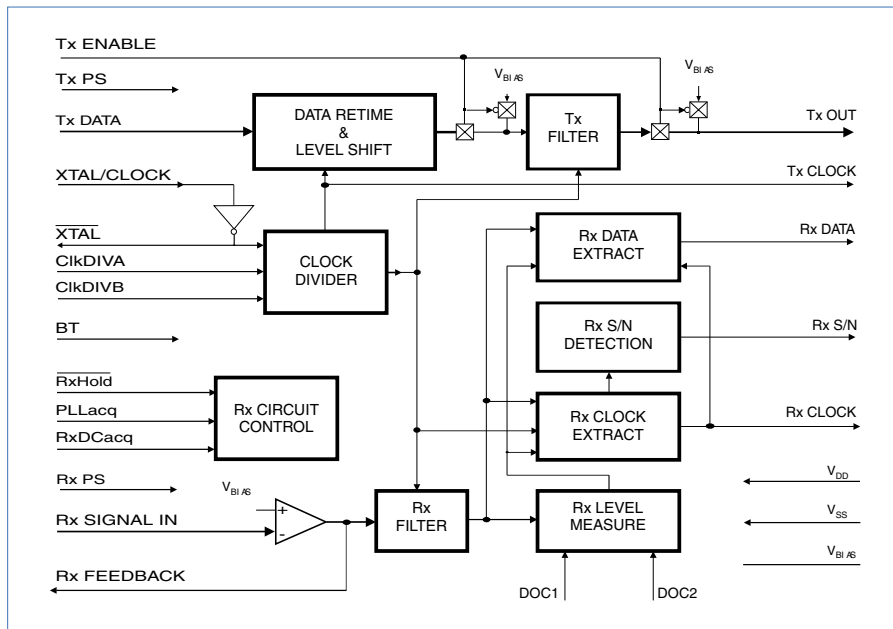 Tx ENABLE
Tx PS
Tx DATA
DATA RETIME
&
LEVEL SHIFT
VBIAS
Tx
FILTER
VBIAS
Tx OUT
XTAL/CLOCK
Tx CLOCK
XTAL
ClkDIVA
ClkDIVB
CLOCK
DIVIDER
Rx DATA
EXTRACT
Rx DATA
BT
Rx S/N
DETECTION
Rx S/N
RxHold
PLLacq
RxDCacq
Rx CIRCUIT
CONTROL
Rx CLOCK
EXTRACT
Rx CLOCK
Rx PS
VBIAS
+
-
Rx SIGNAL IN
Rx
FILTER
Rx LEVEL
MEASURE
VDD
VSS
VBIAS
Rx FEEDBACK
DOC1
DOC2